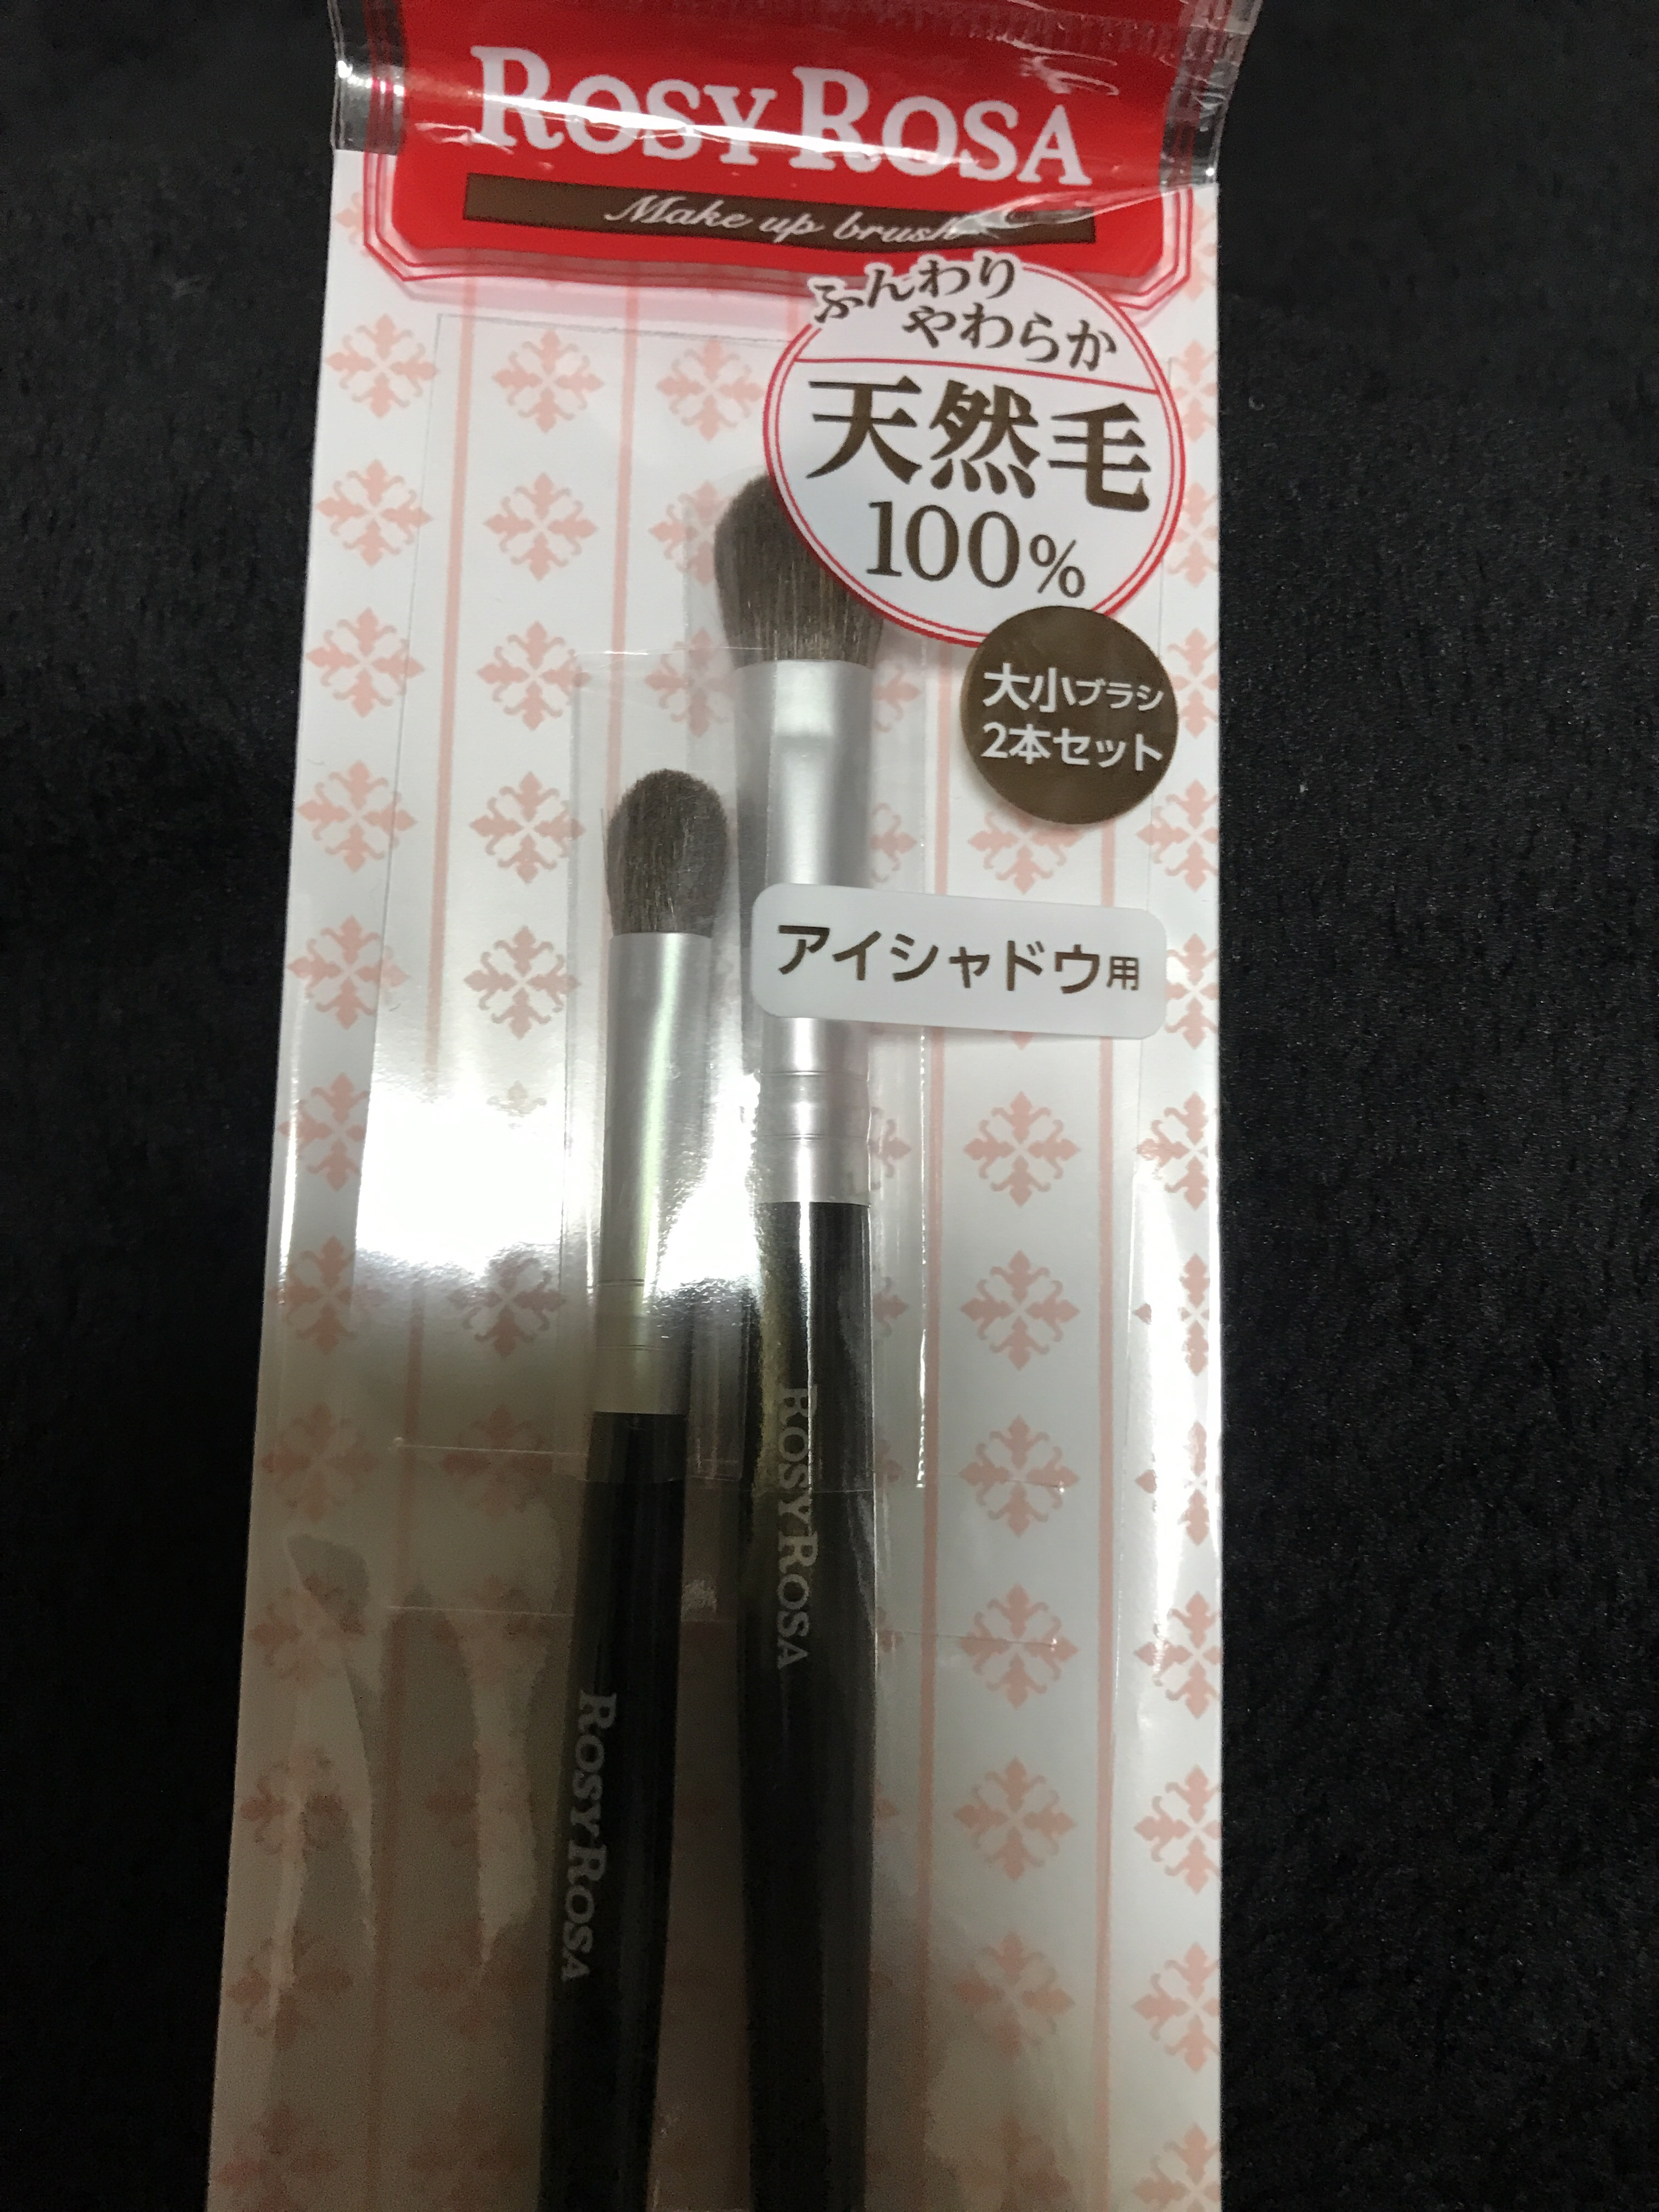 ROSY ROSA
Make up brush
ふんわり
やわらか
天然毛
100%
大小ブラシ
2本セット
アイシャドウ用
ROSY ROSA
ROSY ROSA